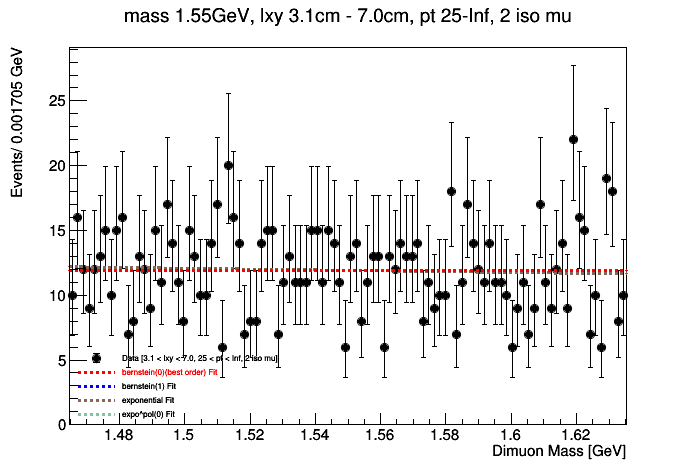 mass 1.55GeV, lxy 3.1cm - 7.0cm, pt 25-Inf, 2 iso mu
Events/ 0.001705 GeV
25
20
15
10
5
0
Data [3.1 < lxy < 7.0, 25 < pt < Inf, 2 iso mu]
bernstein(0)(best order) Fit
bernstein(1) Fit
exponential Fit
expo*pol(0) Fit
1.48 1.5 1.52 1.54 1.56 1.58 1.6 1.62
Dimuon Mass [GeV]